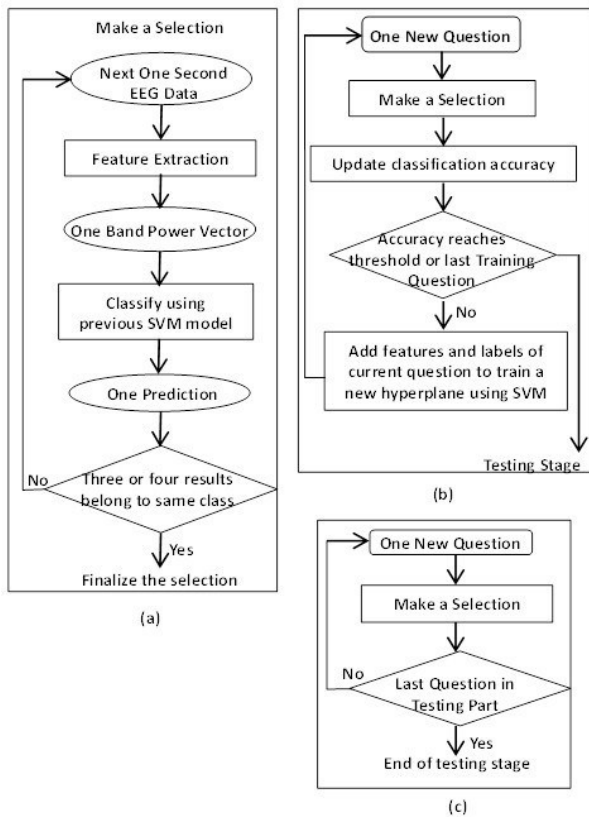 Make a Selection
Next One Second
EEG Data
Feature Extraction
One Band Power Vector
Classify using
previous SVM model
One Prediction
No
Three or four results
belong to same class
Yes
Finalize the selection
(a)
One New Question
Make a Selection
Update classification accuracy
Accuracy reaches
threshold or last Training
Question
No
Add features and labels of
current question to train a
new hyperplane using SVM
Testing Stage
(b)
One New Question
Make a Selection
No
Last Question in
Testing Part
Yes
End of testing stage
(c)